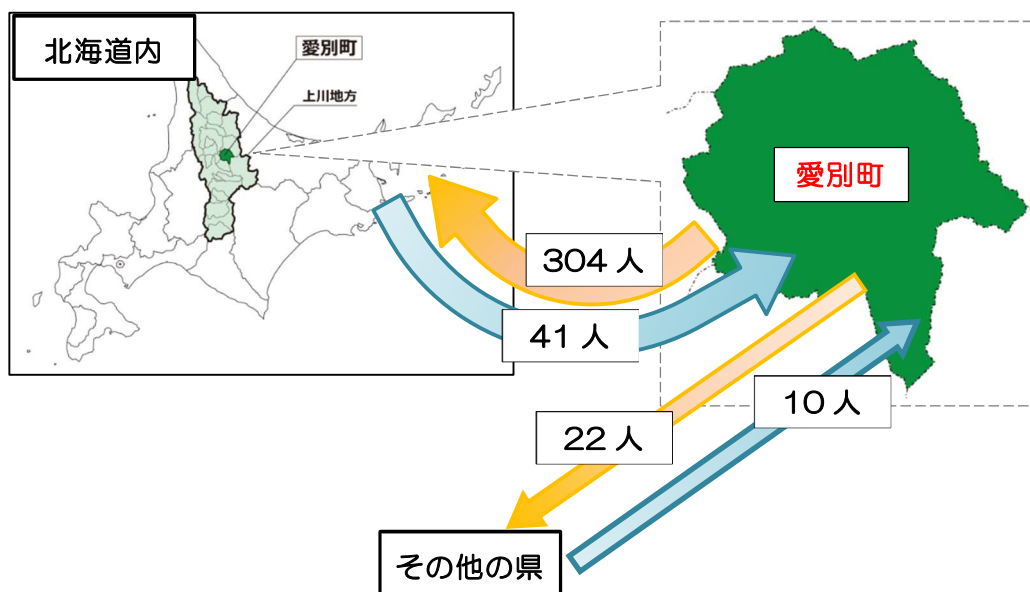 北海道内
愛別町
上川地方
愛別町
304 人
41 人
10 人
22 人
その他の県